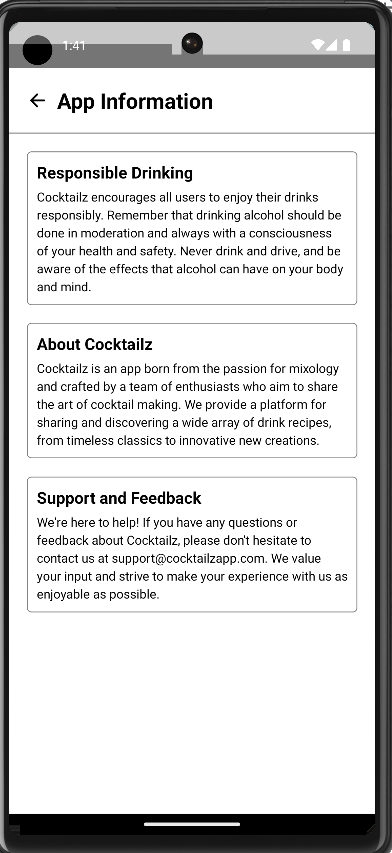 1:41
App Information
Responsible Drinking
Cocktailz encourages all users to enjoy their drinks
responsibly. Remember that drinking alcohol should be
done in moderation and always with a consciousness
of your health and safety. Never drink and drive, and be
aware of the effects that alcohol can have on your body
and mind.
About Cocktailz
Cocktailz is an app born from the passion for mixology
and crafted by a team of enthusiasts who aim to share
the art of cocktail making. We provide a platform for
sharing and discovering a wide array of drink recipes,
from timeless classics to innovative new creations.
Support and Feedback
We're here to help! If you have any questions or
feedback about Cocktailz, please don't hesitate to
contact us at support@cocktailzapp.com. We value
your input and strive to make your experience with us as
enjoyable as possible.